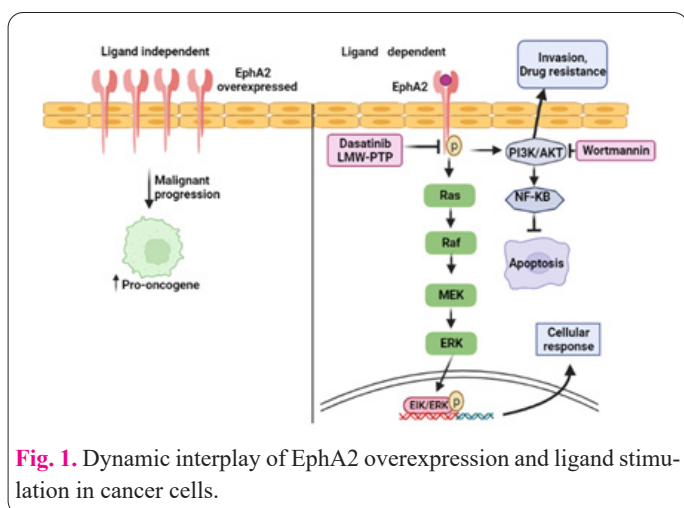 Ligand independent
EphA2
overexpressed
Malignant
progression
Pro-oncogene
Ligand dependent
EphA2
Invasion,
Drug resistance
Dasatinib
LMW-PTP
p
PI3K/AKT
Wortmannin
Ras
NF-KB
Raf
Apoptosis
MEK
ERK
Cellular
response
EIK/ERK
p
Fig. 1. Dynamic interplay of EphA2 overexpression and ligand stimu-
lation in cancer cells.